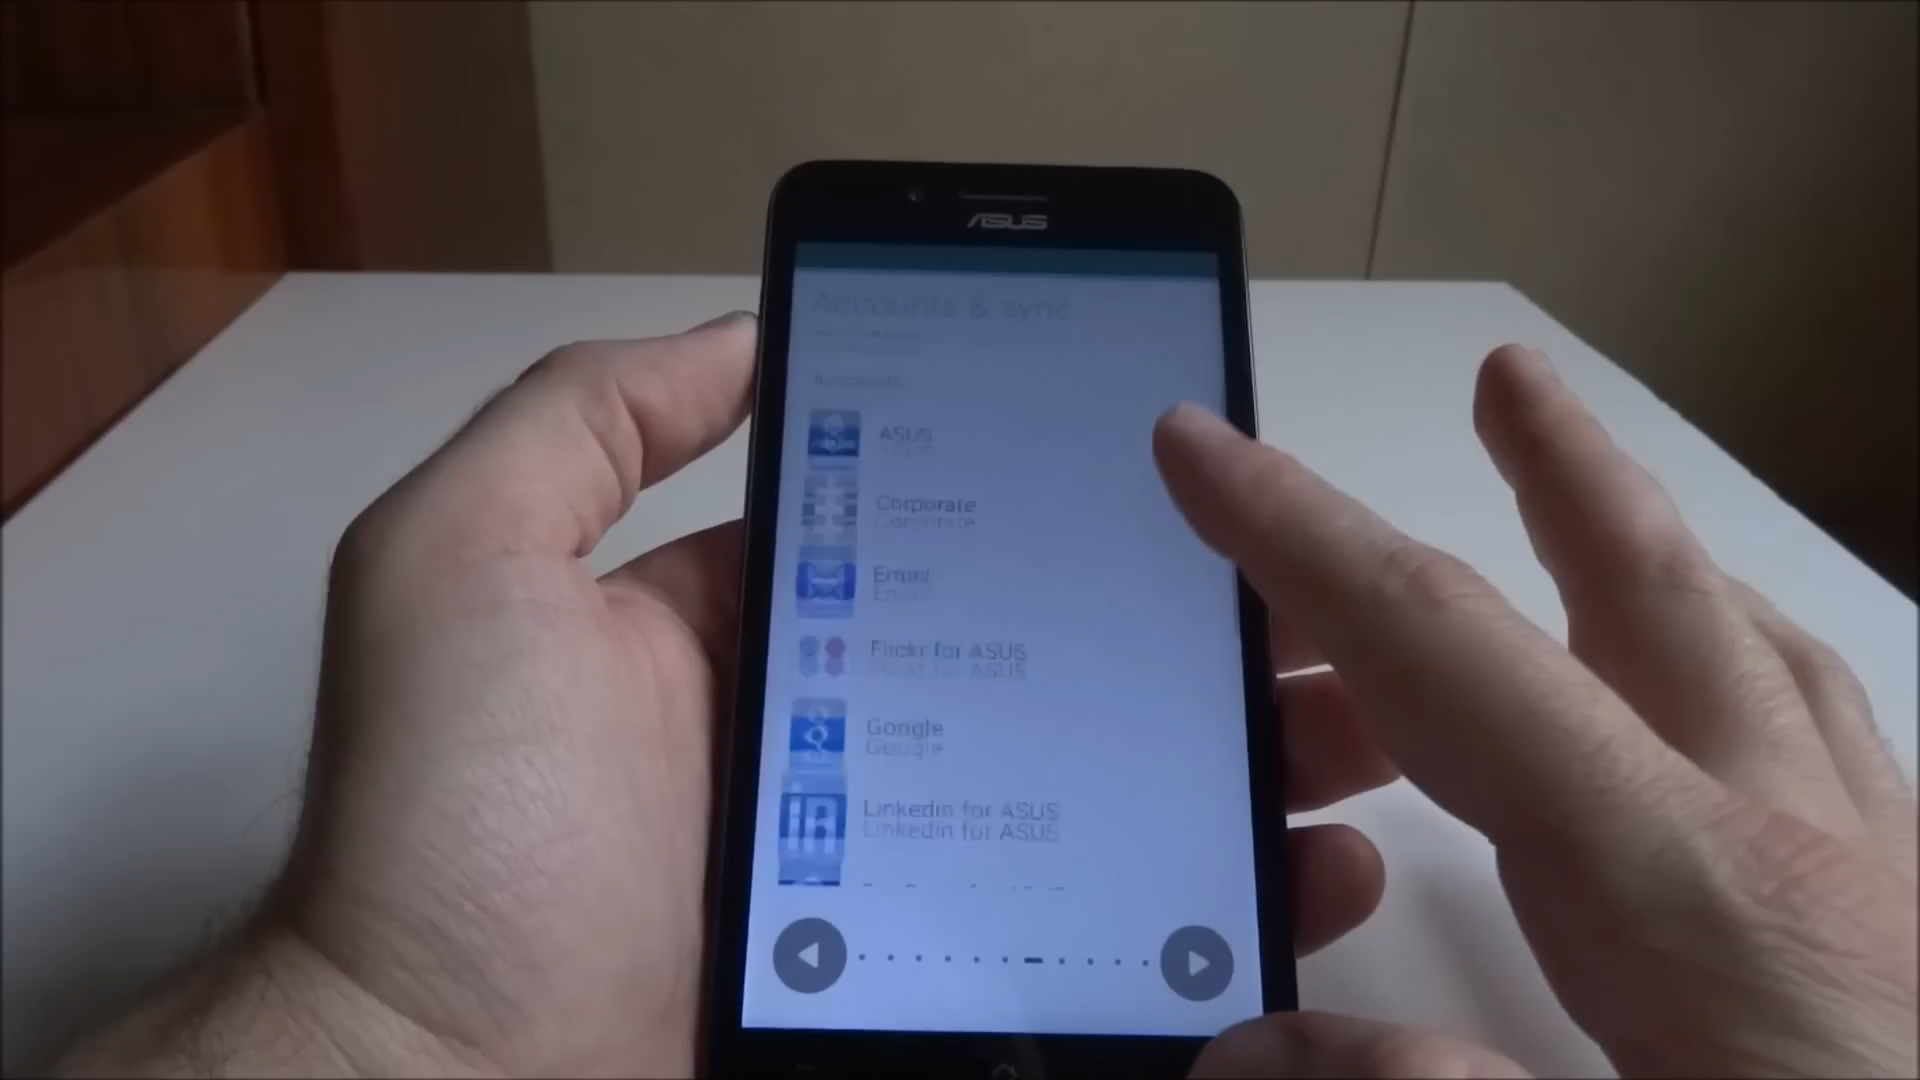 ASUS
Accounts & sync
Accounts
ASUS
Corporate
Corporate
Email
Email
Flickr for ASUS
Flickr for ASUS
Google
Google
LinkedIn for ASUS
LinkedIn for ASUS